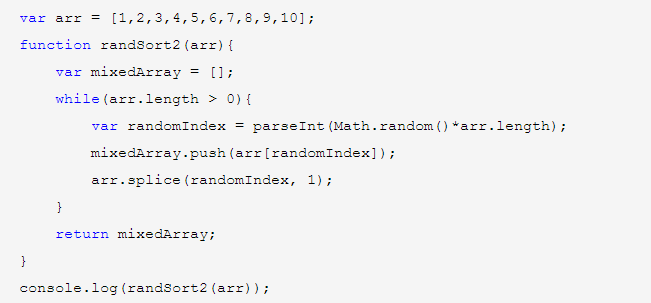 var arr = [1,2,3,4,5,6,7,8,9,10];
function randSort2(arr){
    var mixedArray = [];
    while(arr.length > 0){
        var randomIndex = parseInt(Math.random()*arr.length);
        mixedArray.push(arr[randomIndex]);
        arr.splice(randomIndex, 1);
    }
    return mixedArray;
}
console.log(randSort2(arr));